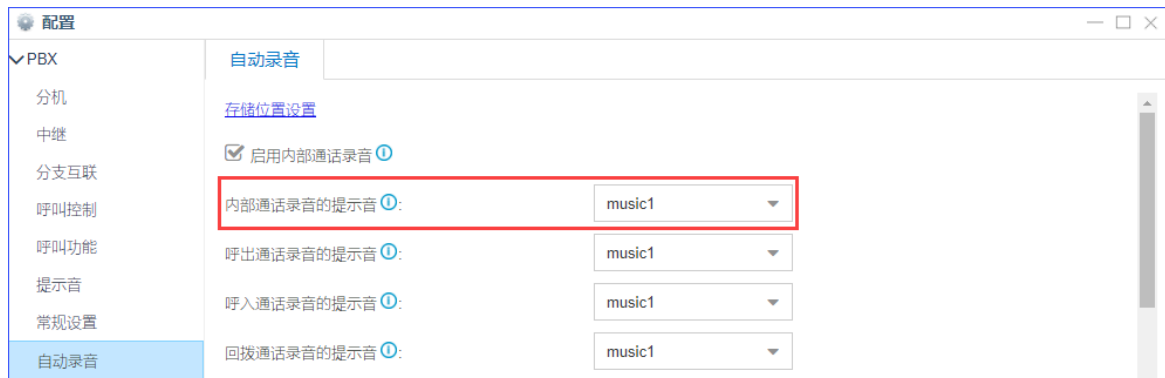 配置
PBX
分机
中继
分支互联
呼叫控制
呼叫功能
提示音
常规设置
自动录音
自动录音
存储位置设置
启用内部通话录音
内部通话录音的提示音: music1
呼出通话录音的提示音: music1
呼入通话录音的提示音: music1
回拨通话录音的提示音: music1